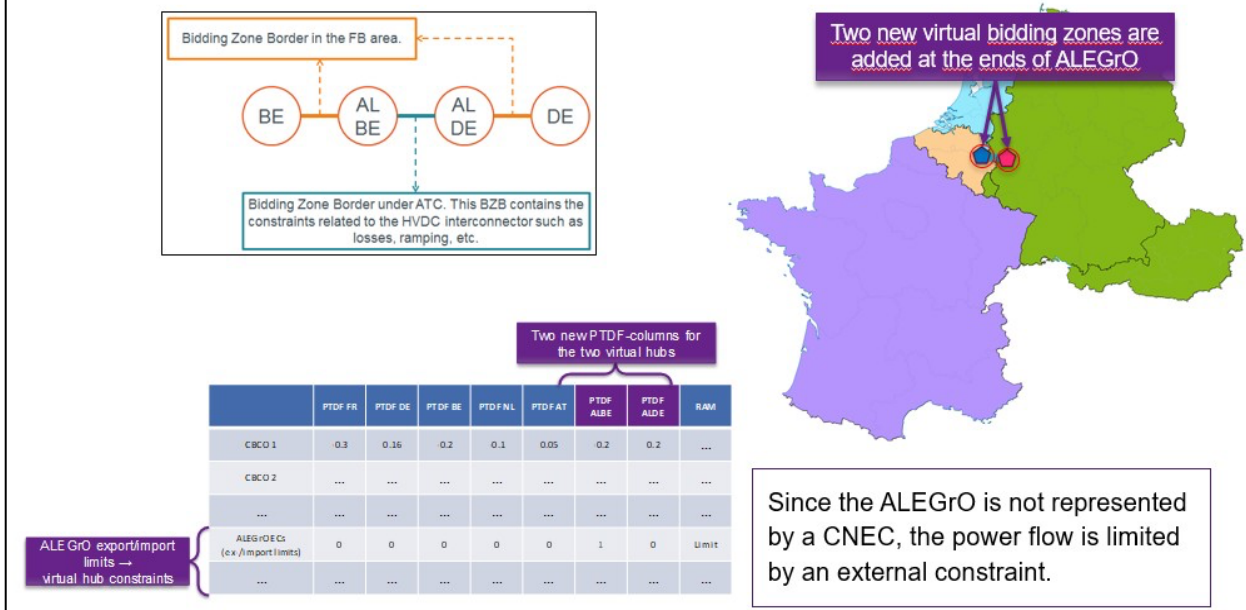 Bidding Zone Border in the FB area.
BE
AL
BE
AL
DE
DE
Bidding Zone Border under ATC. This BZB contains the
constraints related to the HVDC interconnector such as
losses, ramping, etc.
Two new virtual bidding zones are
added at the ends of ALEGrO
Two new PTDF-columns for
the two virtual hubs
PTDF FR PTDF DE PTDF BE PTDF NL PTDF AT PTDF ALBE PTDF ALDE RAM
CBCO 1 -0.3 0.16 -0.2 0.1 0.05 -0.2 0.2 ...
CBCO 2 ... ... ... ... ... ... ... ...
... ... ... ... ... ... ... ... ...
ALEGrO ECs
(ex-/import limits) 0 0 0 0 0 1 0 Limit
... ... ... ... ... ... ... ... ...
ALEGrO export/import
limits →
virtual hub constraints
Since the ALEGrO is not represented
by a CNEC, the power flow is limited
by an external constraint.